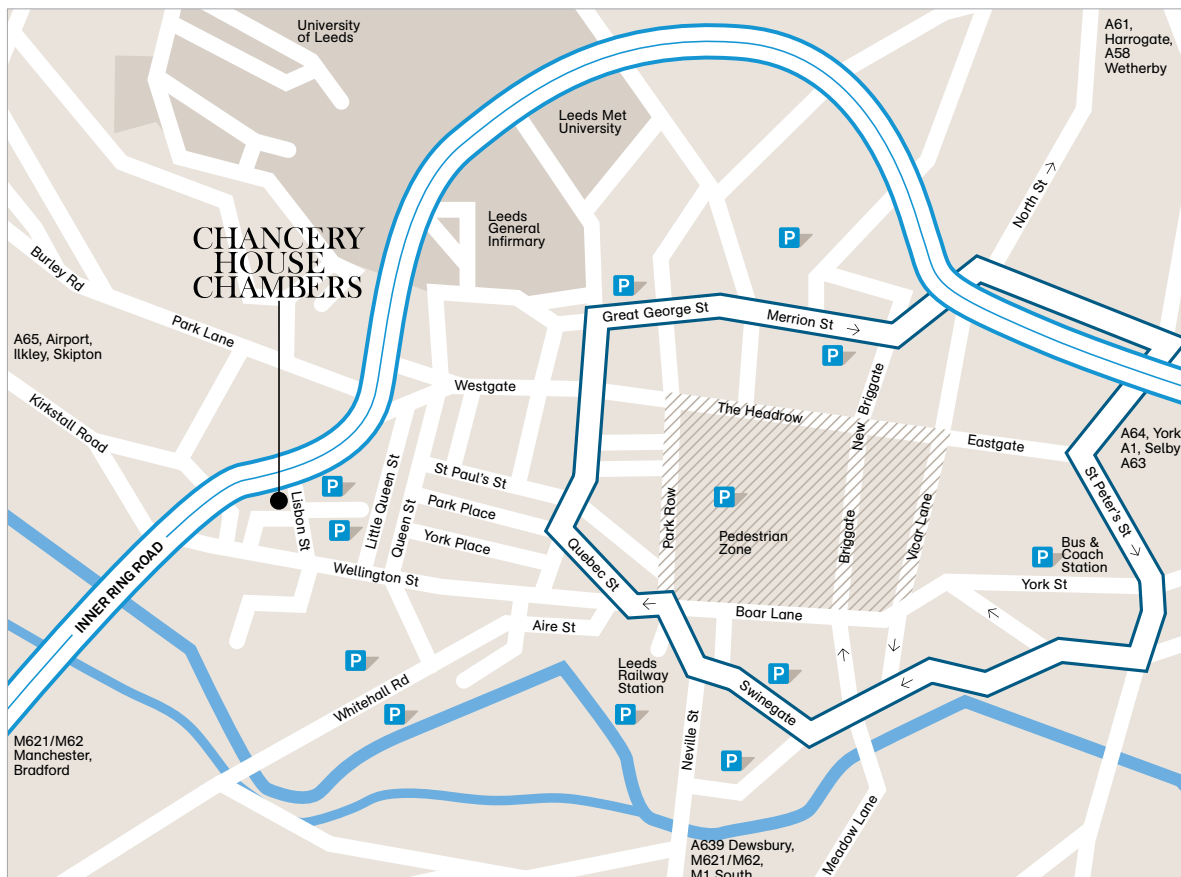 University
of Leeds
A61,
Harrogate,
A58
Wetherby
Leeds Met
University
P
North St
Leeds
General
Infirmary
CHANCERY
HOUSE
CHAMBERS
Burley Rd
P
P
Great George St
Merrion St
Park Lane
A65, Airport,
Ilkley, Skipton
P
Westgate
New Briggate
The Headrow
Kirkstall Road
Eastgate
A64, York
A1, Selby
A63
St Paul's St
P
Lisbon St
Little Queen St
Queen St
Park Place
P
Park Row
St Peter's St
P
York Place
Pedestrian
Zone
Briggate
Vicar Lane
P
Bus &
Coach
Station
Quebec St
Wellington St
York St
INNER RING ROAD
Boar Lane
Aire St
P
Leeds
Railway
Station
P
Swinegate
Whitehall Rd
P
P
Neville St
M621/M62
Manchester,
Bradford
P
Meadow Lane
A639 Dewsbury,
M621/M62,
M1 South